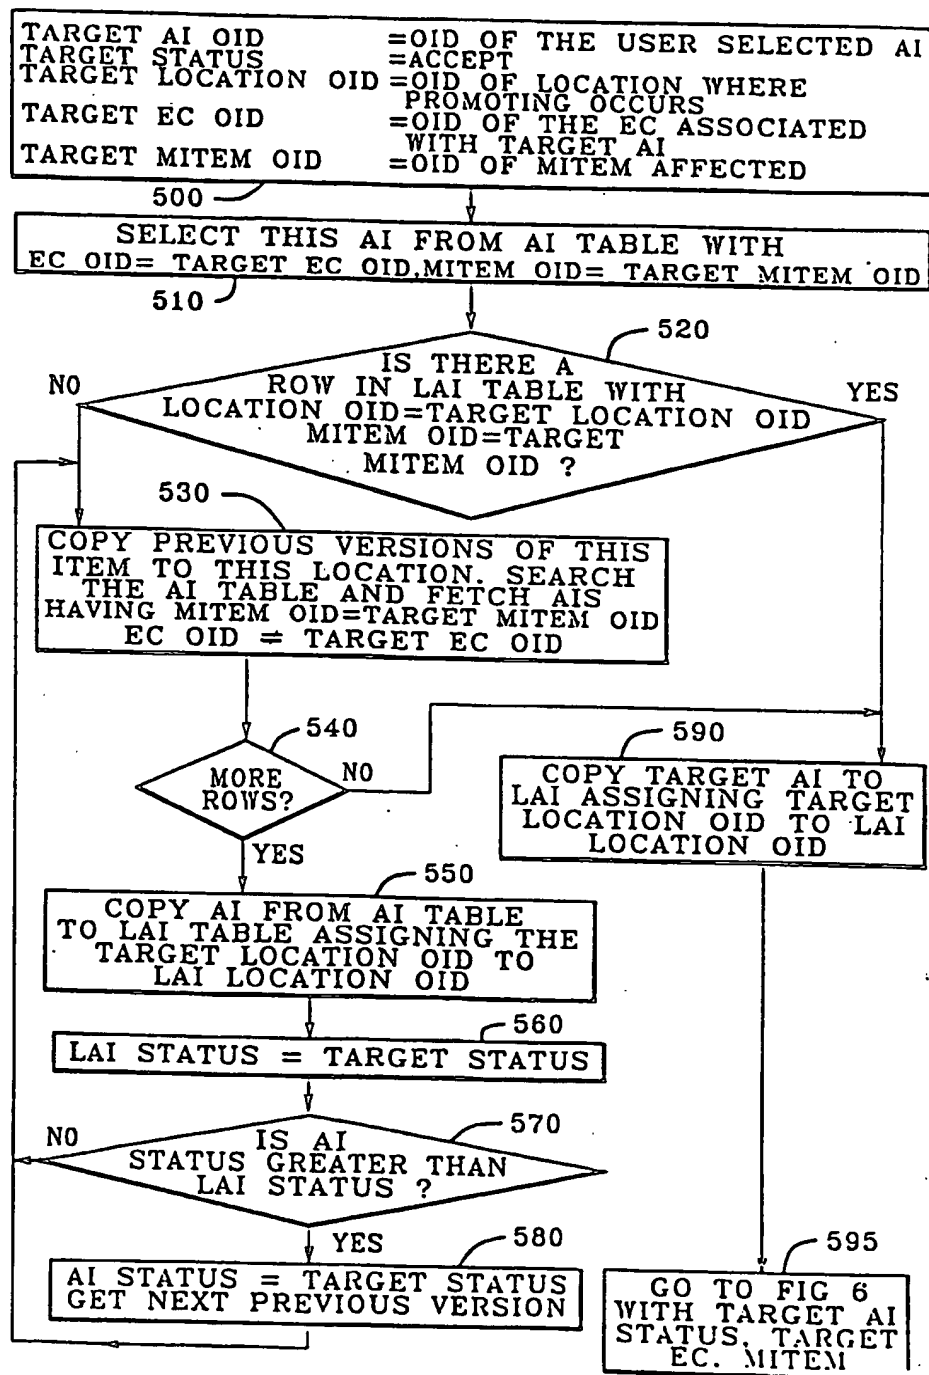 TARGET AI OID =OID OF THE USER SELECTED AI
TARGET STATUS =ACCEPT
TARGET LOCATION OID =OID OF LOCATION WHERE
PROMOTING OCCURS
TARGET EC OID =OID OF THE EC ASSOCIATED
WITH TARGET AI
TARGET MITEM OID =OID OF MITEM AFFECTED
500
SELECT THIS AI FROM AI TABLE WITH
EC OID= TARGET EC OID,MITEM OID= TARGET MITEM OID
510
520
IS THERE A
ROW IN LAI TABLE WITH
LOCATION OID=TARGET LOCATION OID
MITEM OID=TARGET
MITEM OID ?
NO
YES
530
COPY PREVIOUS VERSIONS OF THIS
ITEM TO THIS LOCATION. SEARCH
THE AI TABLE AND FETCH AIS
HAVING MITEM OID=TARGET MITEM OID
EC OID ≠ TARGET EC OID
540
MORE
ROWS?
NO
YES
590
COPY TARGET AI TO
LAI ASSIGNING TARGET
LOCATION OID TO LAI
LOCATION OID
550
COPY AI FROM AI TABLE
TO LAI TABLE ASSIGNING THE
TARGET LOCATION OID TO
LAI LOCATION OID
560
LAI STATUS = TARGET STATUS
570
NO
IS AI
STATUS GREATER THAN
LAI STATUS ?
YES
580
AI STATUS = TARGET STATUS
GET NEXT PREVIOUS VERSION
595
GO TO FIG 6
WITH TARGET AI
STATUS, TARGET
EC. MITEM